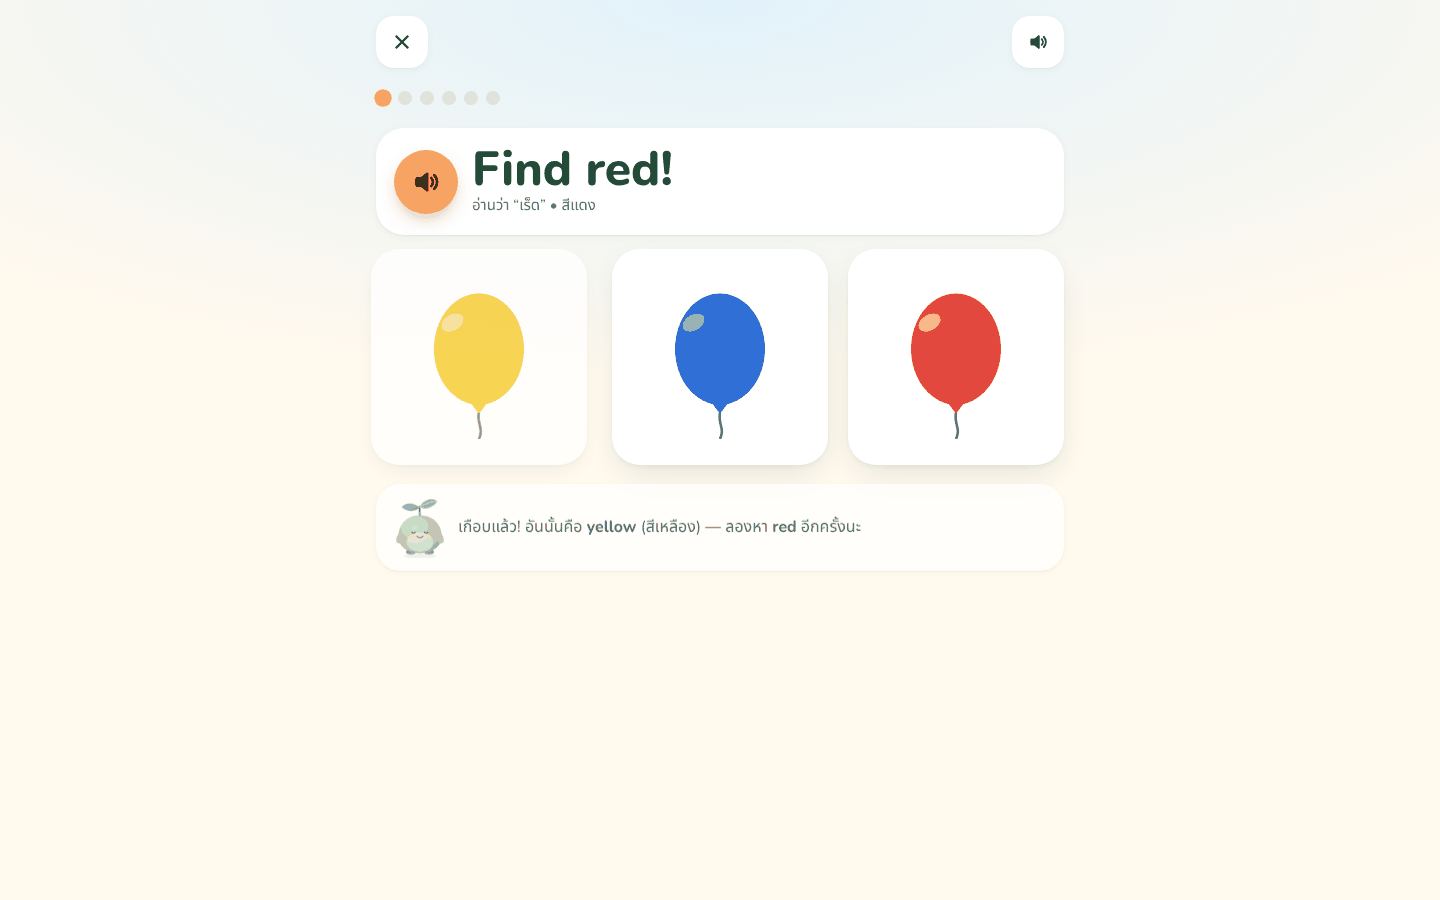 Find red!
อ่านว่า “เร็ด” • สีแดง
เกือบแล้ว! อันนั้นคือ yellow (สีเหลือง) — ลองหา red อีกครั้งนะ